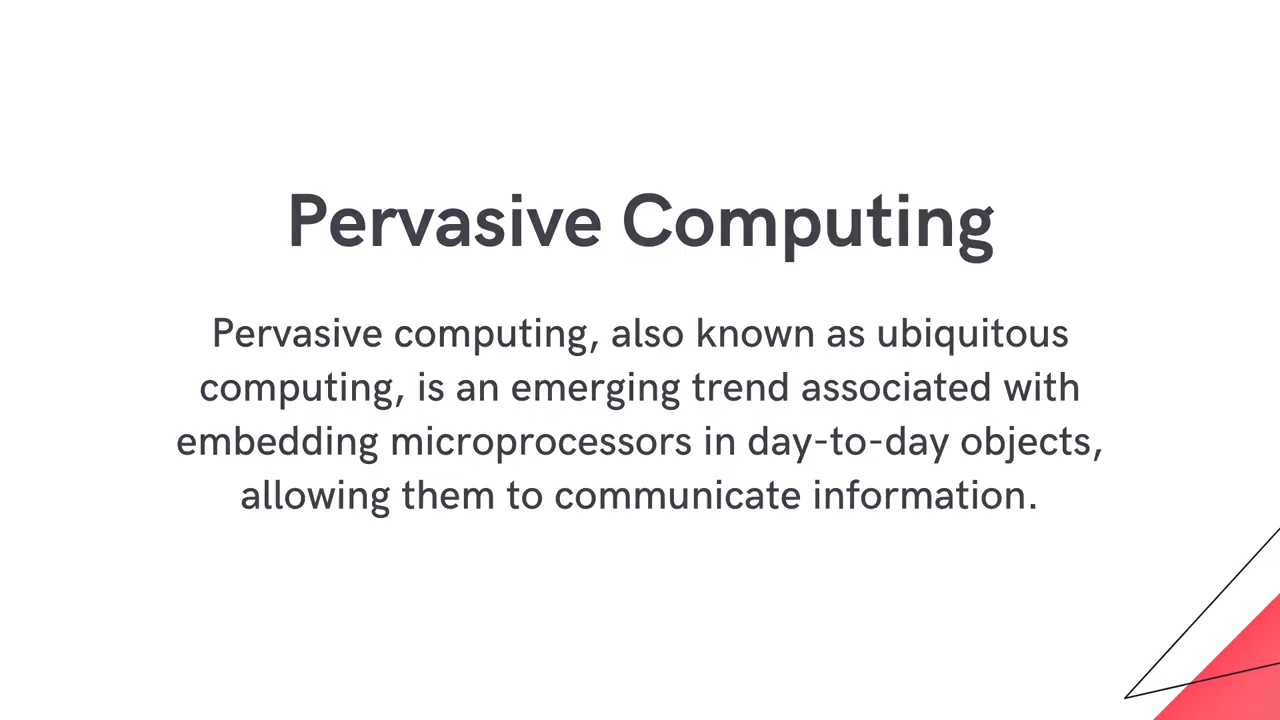 Pervasive Computing
Pervasive computing, also known as ubiquitous
computing, is an emerging trend associated with
embedding microprocessors in day-to-day objects,
allowing them to communicate information.